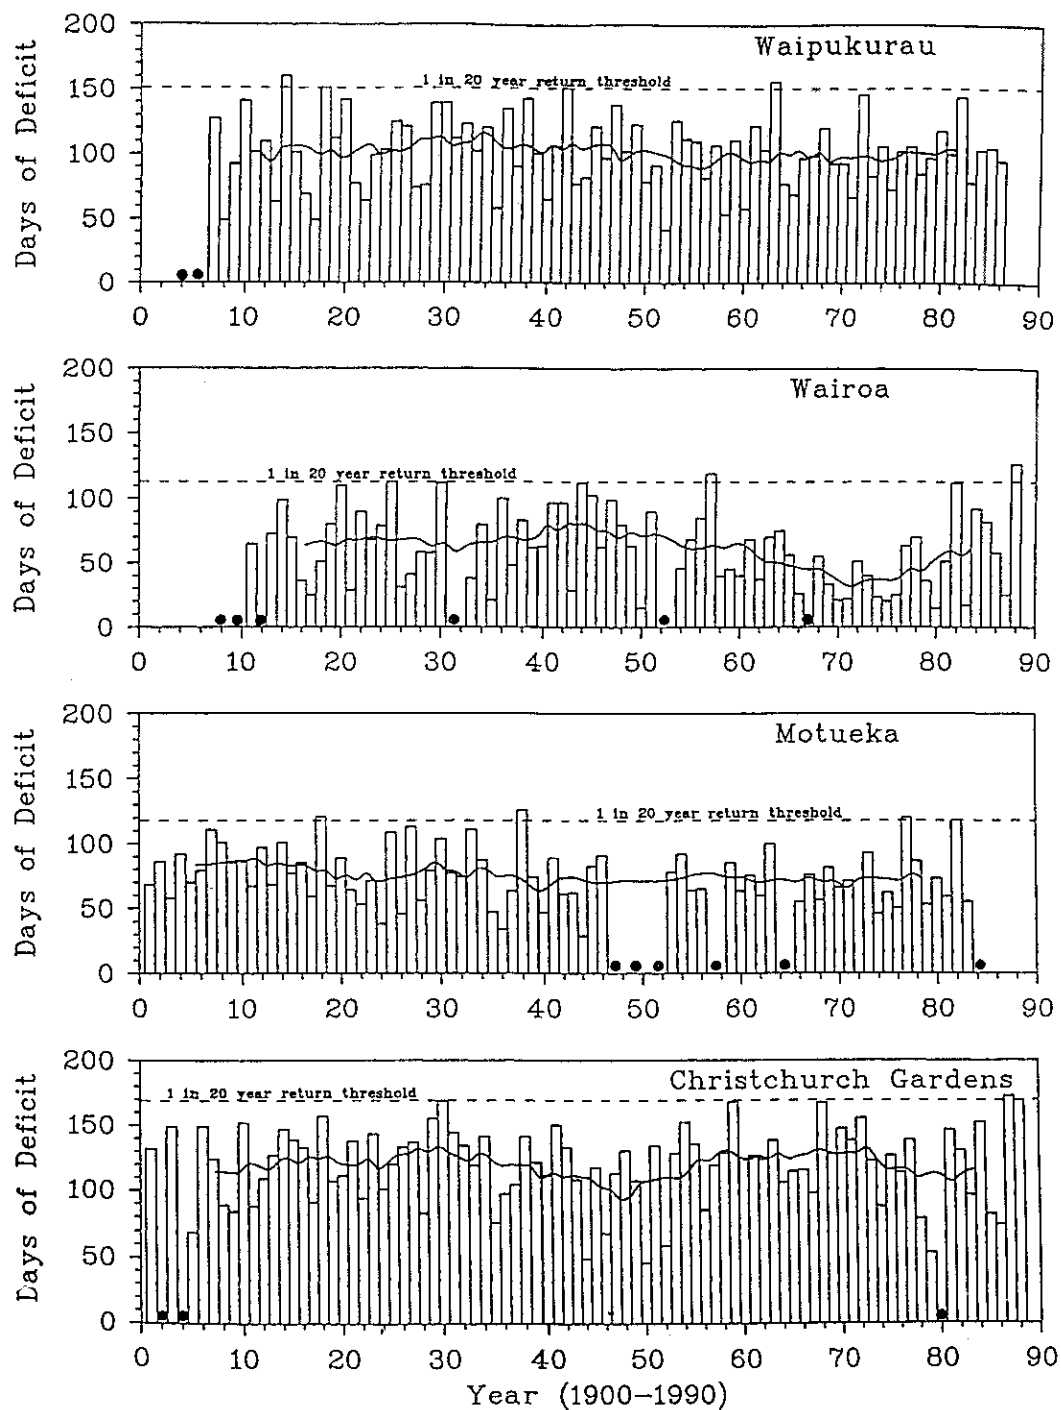 200
Waipukurau
1 in 20 year return threshold
150
100
50
0
Days of Deficit
0 10 20 30 40 50 60 70 80 90
200
Wairoa
150
1 in 20 year return threshold
100
50
0
Days of Deficit
0 10 20 30 40 50 60 70 80 90
200
Motueka
150
1 in 20 year return threshold
100
50
0
Days of Deficit
0 10 20 30 40 50 60 70 80 90
200
Christchurch Gardens
1 in 20 year return threshold
150
100
50
0
Days of Deficit
0 10 20 30 40 50 60 70 80 90
Year (1900-1990)